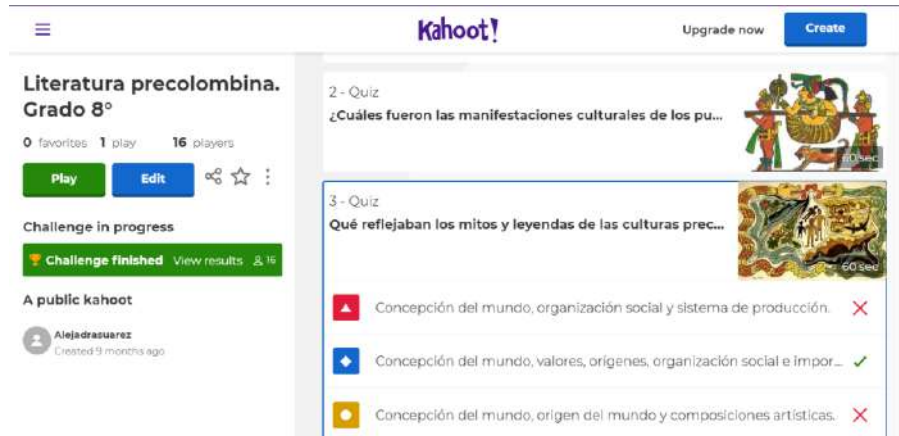 Kahoot!
Upgrade now
Create
Literatura precolombina.
Grado 8°
0 favorites 1 play 16 players
Play
Edit
Challenge in progress
Challenge finished View results 16
A public kahoot
Alejadrasuarez
Created 9 months ago
2 - Quiz
¿Cuáles fueron las manifestaciones culturales de los pu...
60 sec
3 - Quiz
Qué reflejaban los mitos y leyendas de las culturas prec...
60 sec
Concepción del mundo, organización social y sistema de producción.
Concepción del mundo, valores, orígenes, organización social e impor...
Concepción del mundo, origen del mundo y composiciones artísticas.